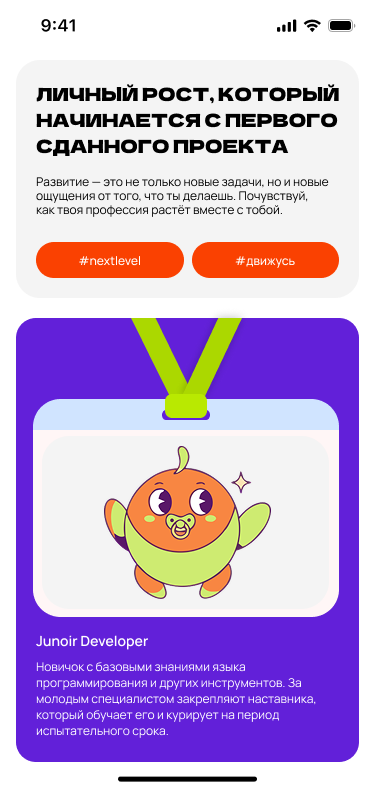 9:41
ЛИЧНЫЙ РОСТ, КОТОРЫЙ
НАЧИНАЕТСЯ С ПЕРВОГО
СДАННОГО ПРОЕКТА
Развитие — это не только новые задачи, но и новые
ощущения от того, что ты делаешь. Почувствуй,
как твоя профессия растёт вместе с тобой.
#nextlevel
#движусь
Junoir Developer
Новичок с базовыми знаниями языка
программирования и других инструментов. За
молодым специалистом закрепляют наставника,
который обучает его и курирует на период
испытательного срока.